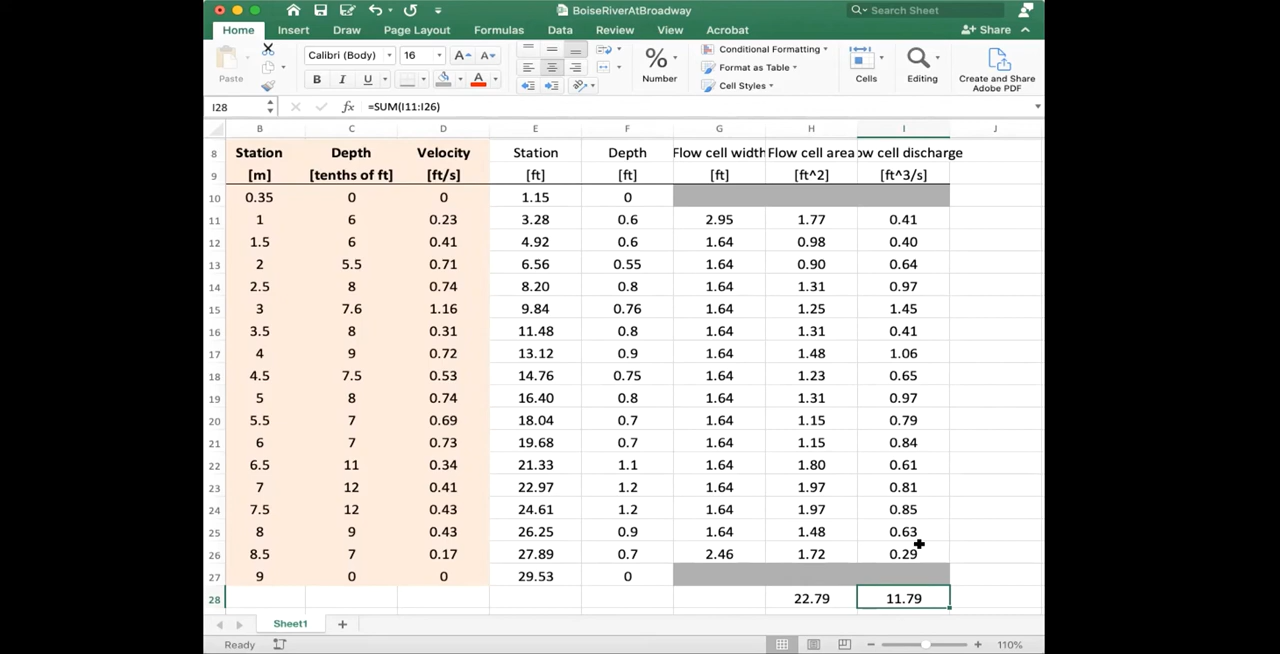 BoiseRiverAtBroadway
Search Sheet
Home Insert Draw Page Layout Formulas Data Review View Acrobat Share
Paste Calibri (Body) 16 A A % Number Conditional Formatting Format as Table Cell Styles Cells Editing Create and Share Adobe PDF
B I U A
I28 fx =SUM(I11:I26)
B C D E F G H I J
8 Station Depth Velocity Station Depth Flow cell width Flow cell area ow cell discharge
9 [m] [tenths of ft] [ft/s] [ft] [ft] [ft] [ft^2] [ft^3/s]
10 0.35 0 0 1.15 0
11 1 6 0.23 3.28 0.6 2.95 1.77 0.41
12 1.5 6 0.41 4.92 0.6 1.64 0.98 0.40
13 2 5.5 0.71 6.56 0.55 1.64 0.90 0.64
14 2.5 8 0.74 8.20 0.8 1.64 1.31 0.97
15 3 7.6 1.16 9.84 0.76 1.64 1.25 1.45
16 3.5 8 0.31 11.48 0.8 1.64 1.31 0.41
17 4 9 0.72 13.12 0.9 1.64 1.48 1.06
18 4.5 7.5 0.53 14.76 0.75 1.64 1.23 0.65
19 5 8 0.74 16.40 0.8 1.64 1.31 0.97
20 5.5 7 0.69 18.04 0.7 1.64 1.15 0.79
21 6 7 0.73 19.68 0.7 1.64 1.15 0.84
22 6.5 11 0.34 21.33 1.1 1.64 1.80 0.61
23 7 12 0.41 22.97 1.2 1.64 1.97 0.81
24 7.5 12 0.43 24.61 1.2 1.64 1.97 0.85
25 8 9 0.43 26.25 0.9 1.64 1.48 0.63
26 8.5 7 0.17 27.89 0.7 2.46 1.72 0.29
27 9 0 0 29.53 0
28 22.79 11.79
Sheet1 +
Ready 110%